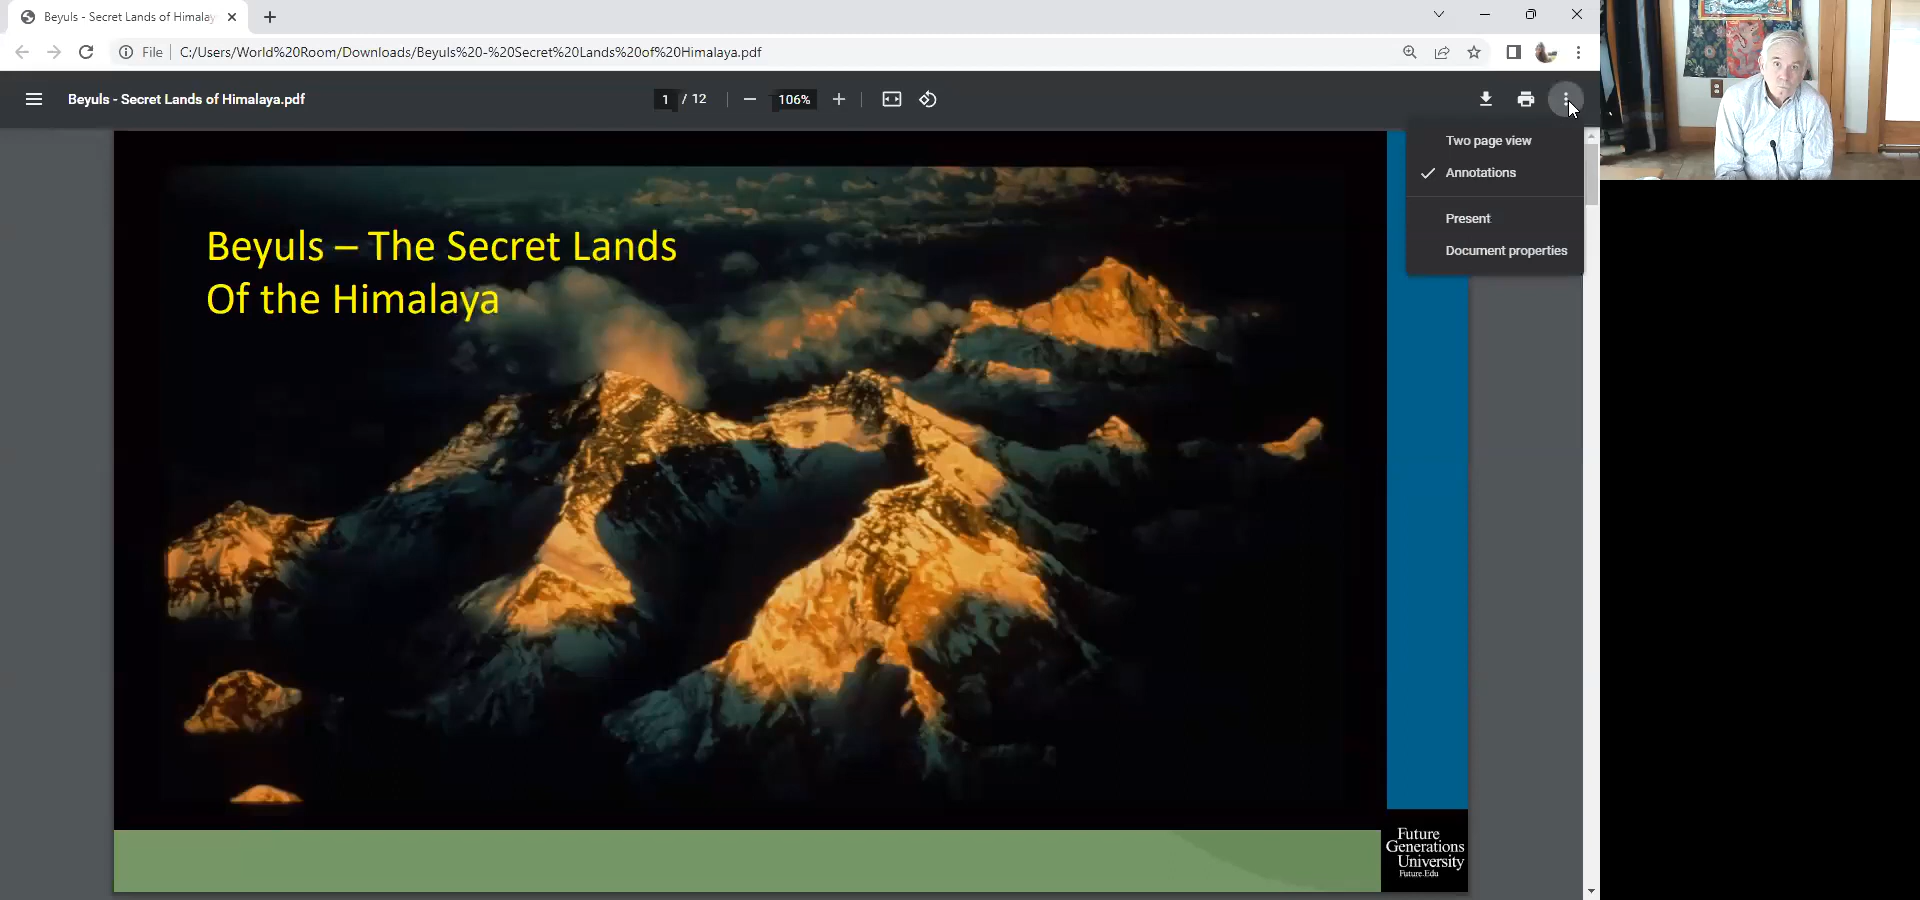 Beyuls - Secret Lands of Himalay
File
C:/Users/World%20Room/Downloads/Beyuls%20-%20Secret%20Lands%20of%20Himalaya.pdf
Beyuls - Secret Lands of Himalaya.pdf
1 / 12
106%
Two page view
Annotations
Present
Document properties
Beyuls – The Secret Lands
Of the Himalaya
Future
Generations
University
Future.Edu